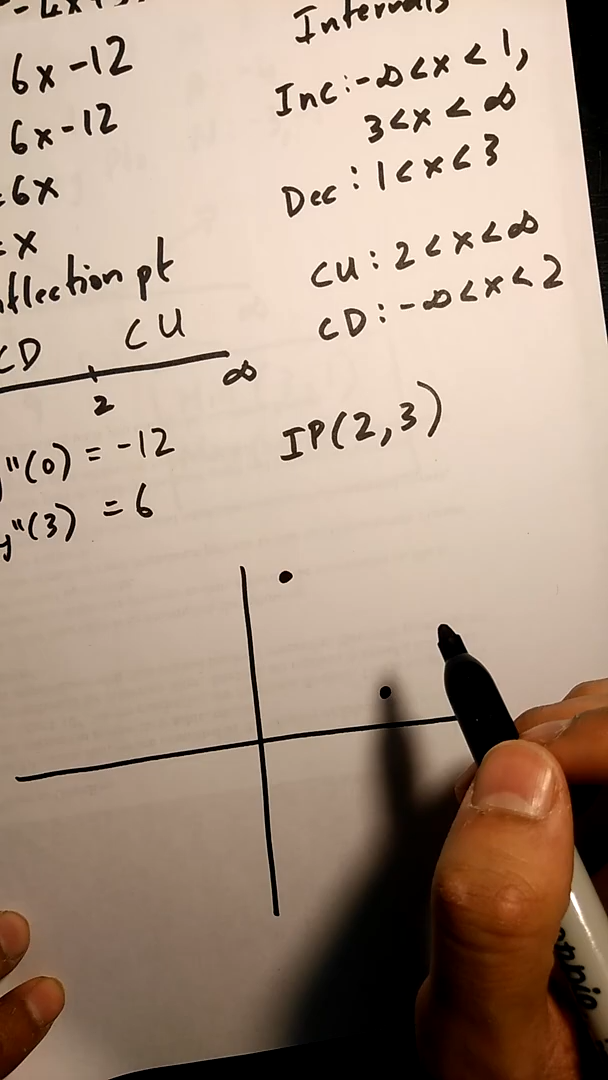 Intervals
6x-12
Inc:-∞<x<1,
6x-12
3<x<∞
=6x
Dec:1<x<3
=x
CU:2<x<∞
inflection pt
CD:-∞<x<2
CD CU
2 ∞
IP(2,3)
y"(0)=-12
y"(3)=6